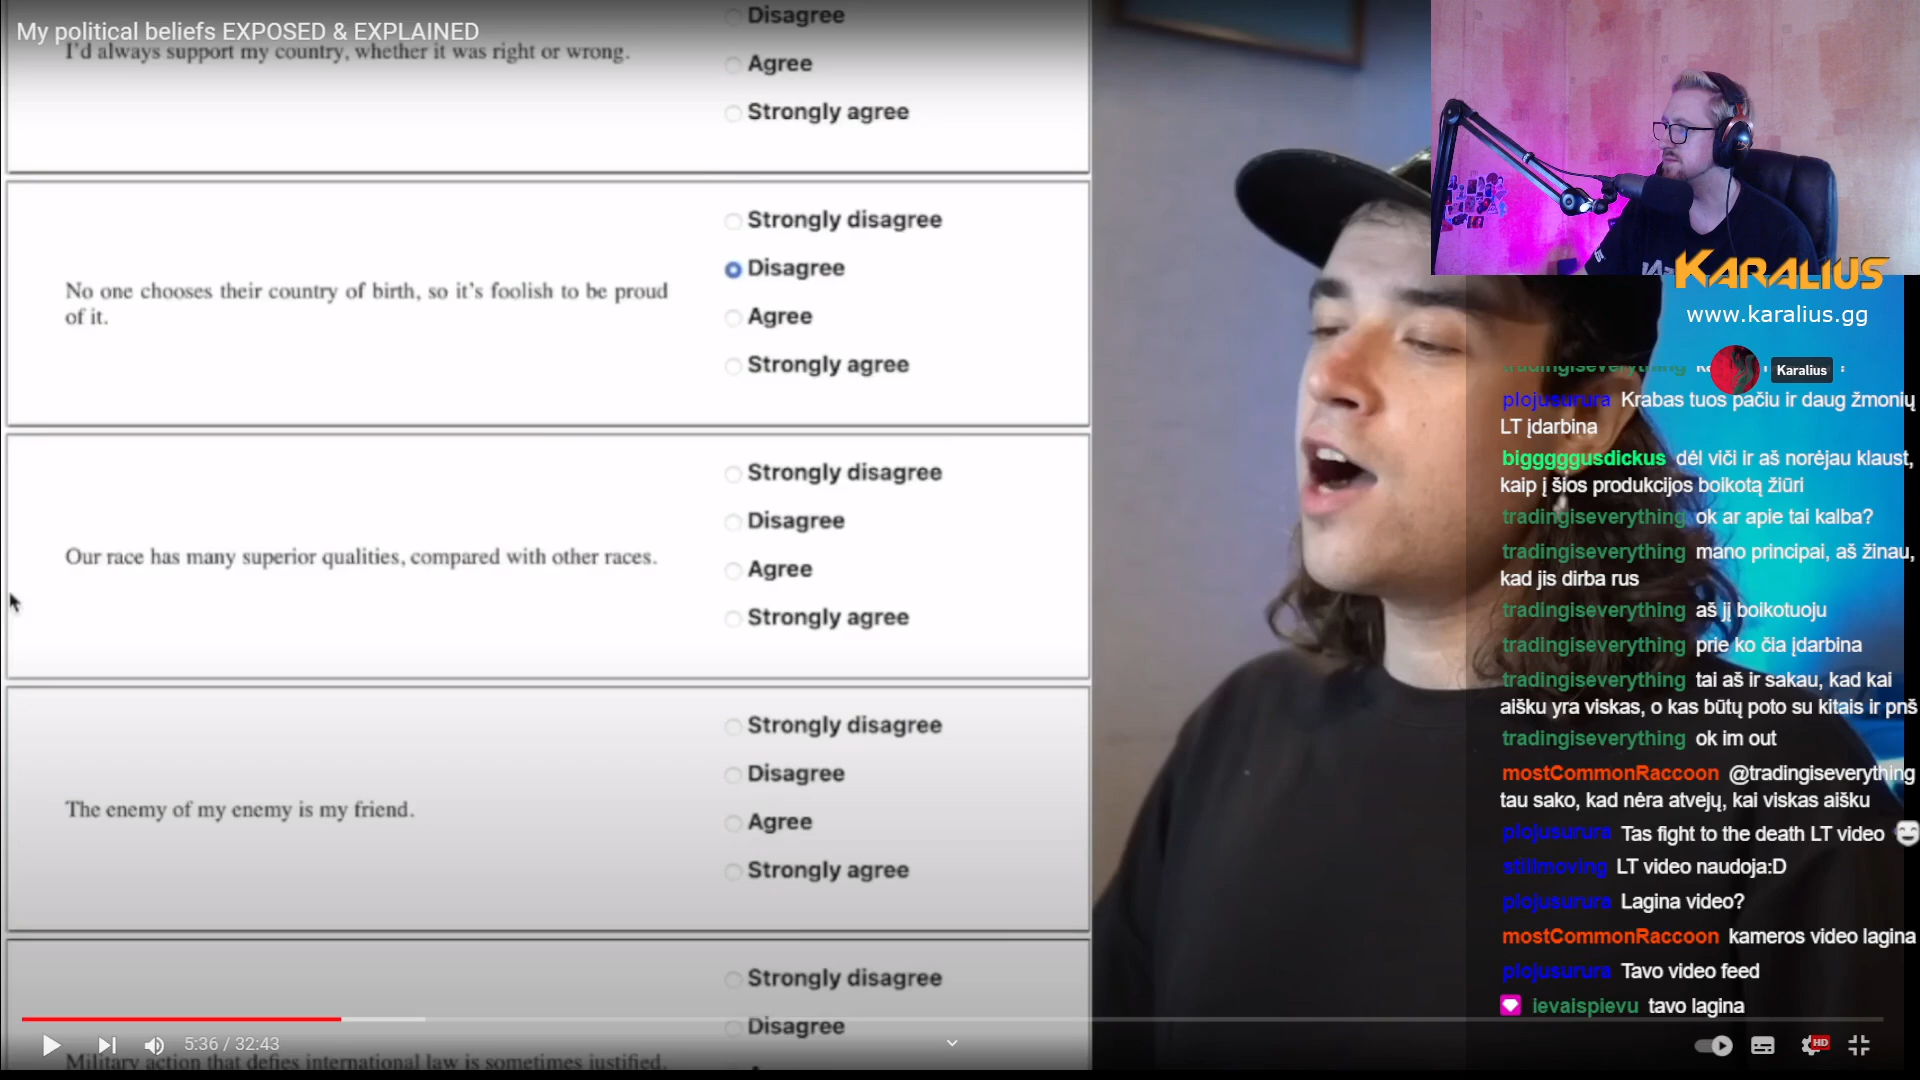 My political beliefs EXPOSED & EXPLAINED
Disagree
I'd always support my country, whether it was right or wrong.
Agree
Strongly agree
Strongly disagree
Disagree
No one chooses their country of birth, so it's foolish to be proud
of it.
Agree
Strongly agree
Strongly disagree
Disagree
Our race has many superior qualities, compared with other races.
Agree
Strongly agree
Strongly disagree
Disagree
The enemy of my enemy is my friend.
Agree
Strongly agree
Strongly disagree
Disagree
Military action that defies international law is sometimes justified.
5:36 / 32:43
HD
KARALIUS
www.karalius.gg
Karalius
tradingiseverything
plojusurura Krabas tuos pačiu ir daug žmonių
LT įdarbina
bigggggusdickus dėl viči ir aš norėjau klaust,
kaip į šios produkcijos boikotą žiūri
tradingiseverything ok ar apie tai kalba?
tradingiseverything mano principai, aš žinau,
kad jis dirba rus
tradingiseverything aš jį boikotuoju
tradingiseverything prie ko čia įdarbina
tradingiseverything tai aš ir sakau, kad kai
aišku yra viskas, o kas būtų poto su kitais ir pnš
tradingiseverything ok im out
mostCommonRaccoon @tradingiseverything
tau sako, kad nėra atvejų, kai viskas aišku
plojusurura Tas fight to the death LT video
stillmoving LT video naudoja:D
plojusurura Lagina video?
mostCommonRaccoon kameros video lagina
plojusurura Tavo video feed
ievaispievu tavo lagina